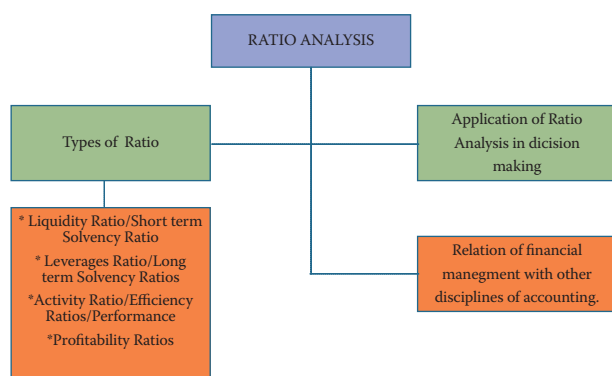 RATIO ANALYSIS
Types of Ratio
Application of Ratio
Analysis in dicision
making
* Liquidity Ratio/Short term
Solvency Ratio
* Leverages Ratio/Long
term Solvency Ratios
*Activity Ratio/Efficiency
Ratios/Performance
*Profitability Ratios
Relation of financial
manegment with other
disciplines of accounting.